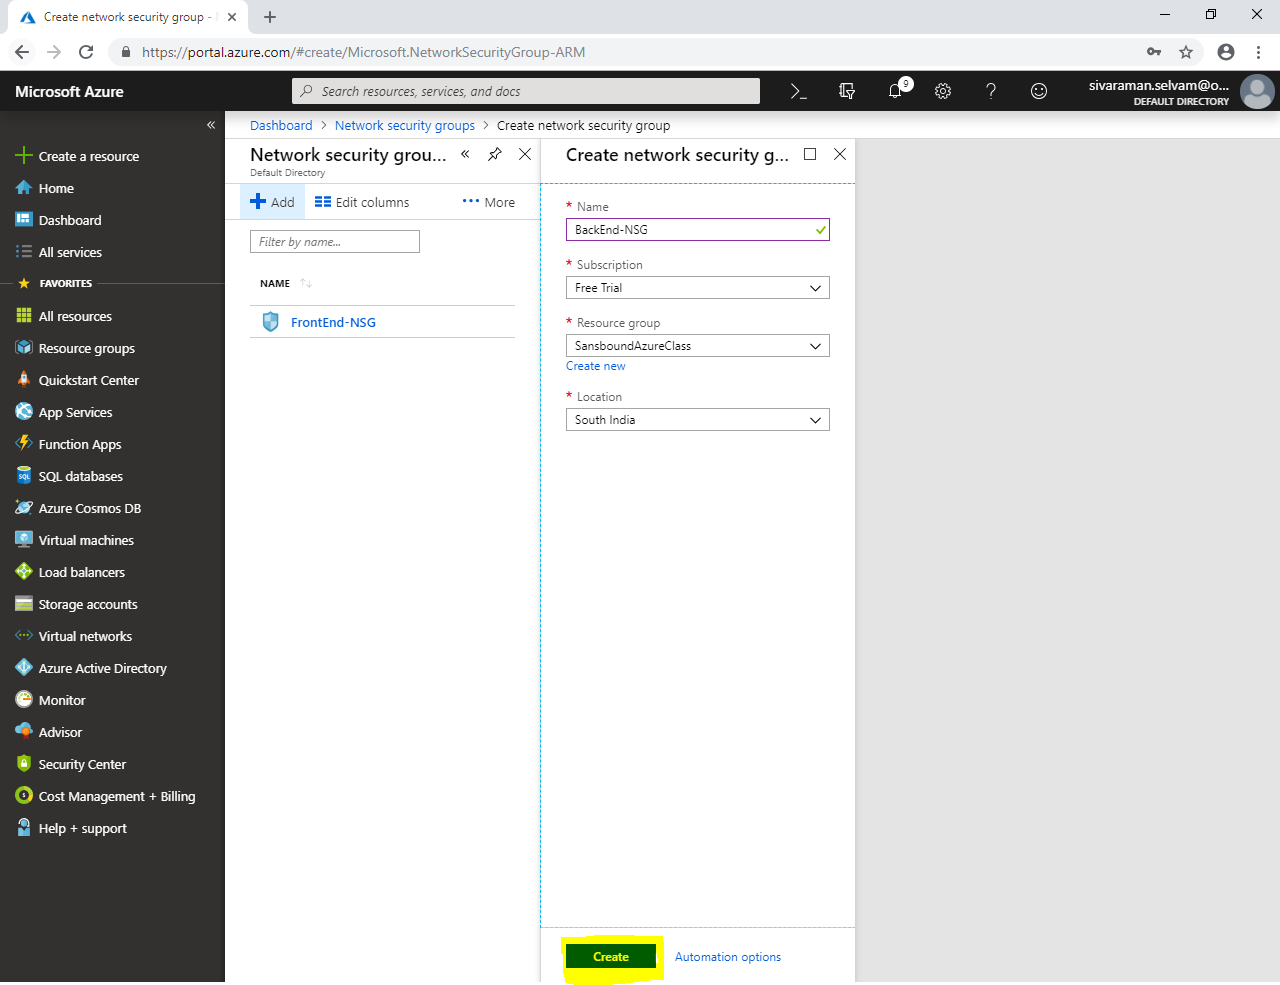 Create network security group -
https://portal.azure.com/#create/Microsoft.NetworkSecurityGroup-ARM
Microsoft Azure
Search resources, services, and docs
9
sivaraman.selvam@o...
DEFAULT DIRECTORY
Create a resource
Home
Dashboard
All services
FAVORITES
All resources
Resource groups
Quickstart Center
App Services
Function Apps
SQL databases
Azure Cosmos DB
Virtual machines
Load balancers
Storage accounts
Virtual networks
Azure Active Directory
Monitor
Advisor
Security Center
Cost Management + Billing
Help + support
Dashboard > Network security groups > Create network security group
Network security grou...
Default Directory
Add
Edit columns
More
Filter by name...
NAME
FrontEnd-NSG
Create network security g...
* Name
BackEnd-NSG
* Subscription
Free Trial
* Resource group
SansboundAzureClass
Create new
* Location
South India
Create
Automation options